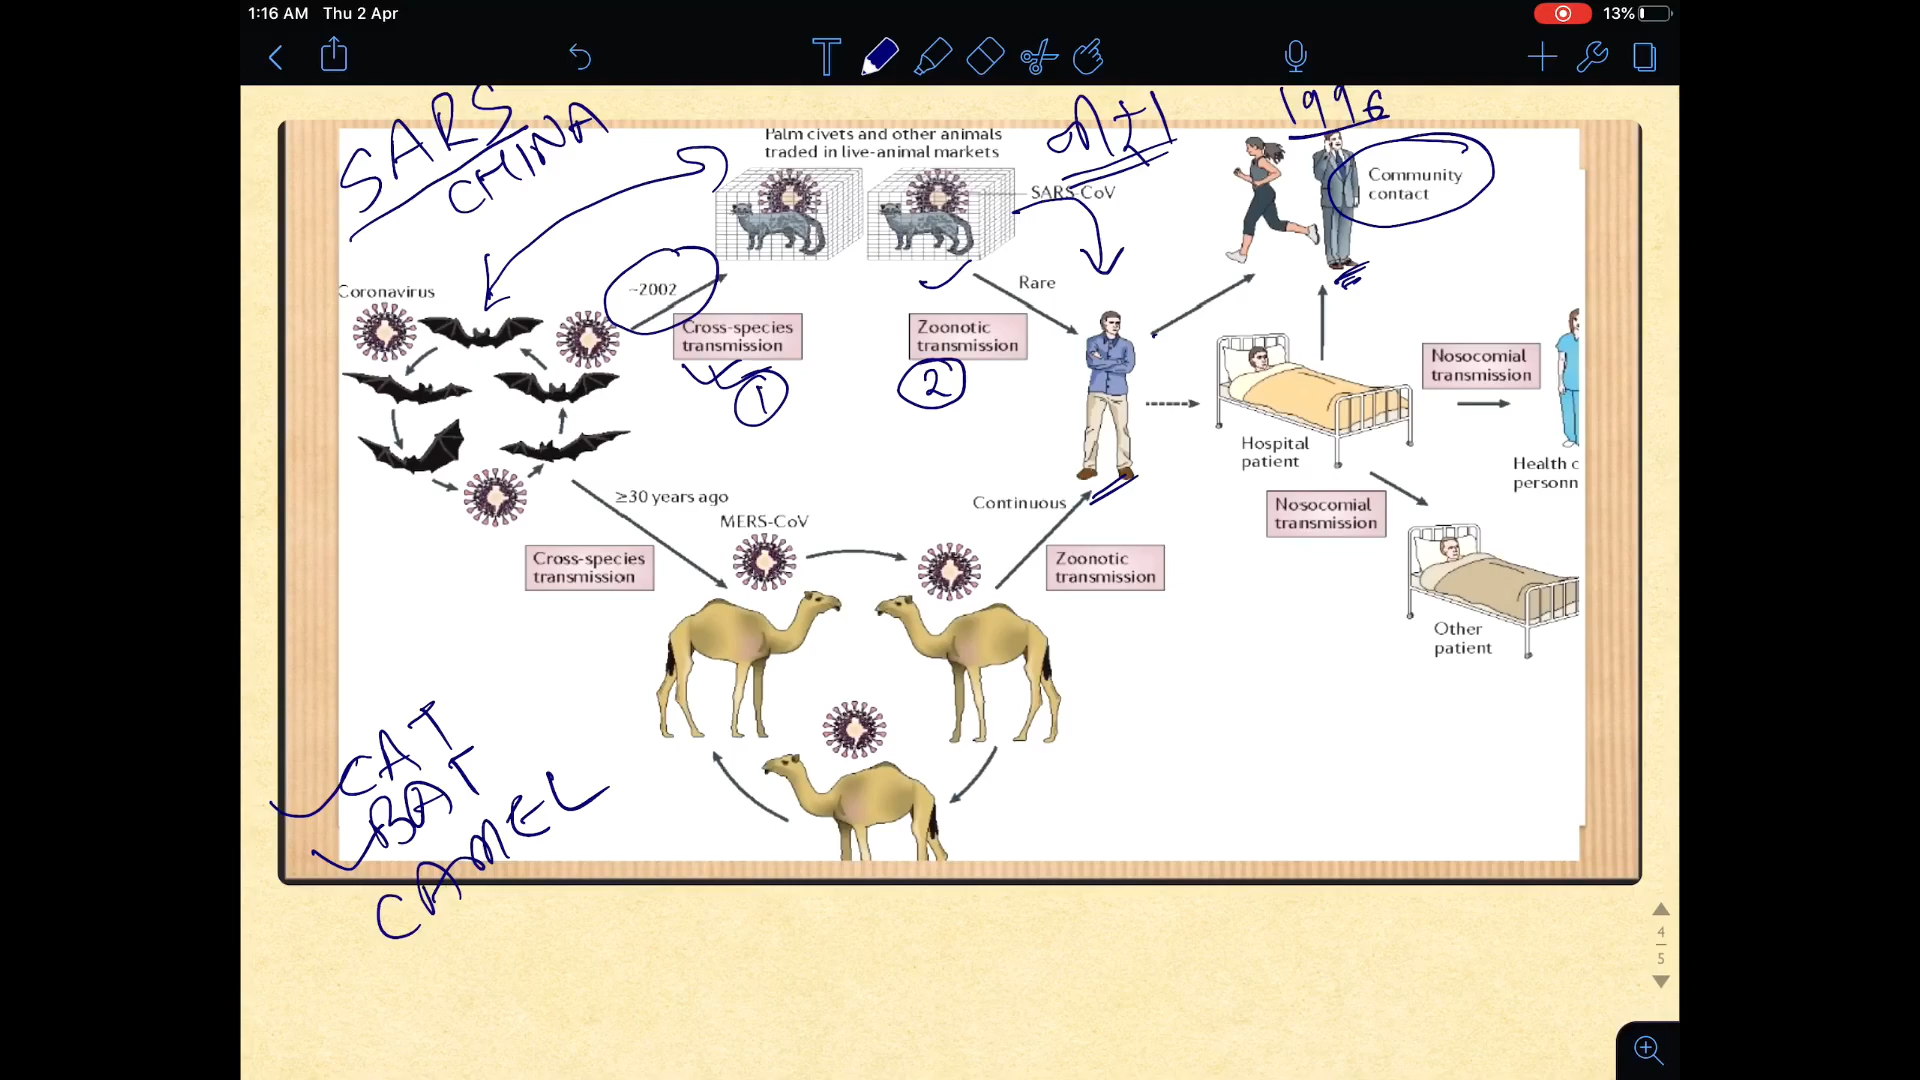 1:16 AM Thu 2 Apr
13%
SARS
CHINA
1996
Palm civets and other animals
traded in live-animal markets
SARS-CoV
Community
contact
Coronavirus
~2002
Rare
Cross-species
transmission
1
Zoonotic
transmission
2
Nosocomial
transmission
Hospital
patient
Health c
personn
≥30 years ago
MERS-CoV
Continuous
Nosocomial
transmission
Cross-species
transmission
Zoonotic
transmission
Other
patient
CAT
BAT
CAMEL
4
5